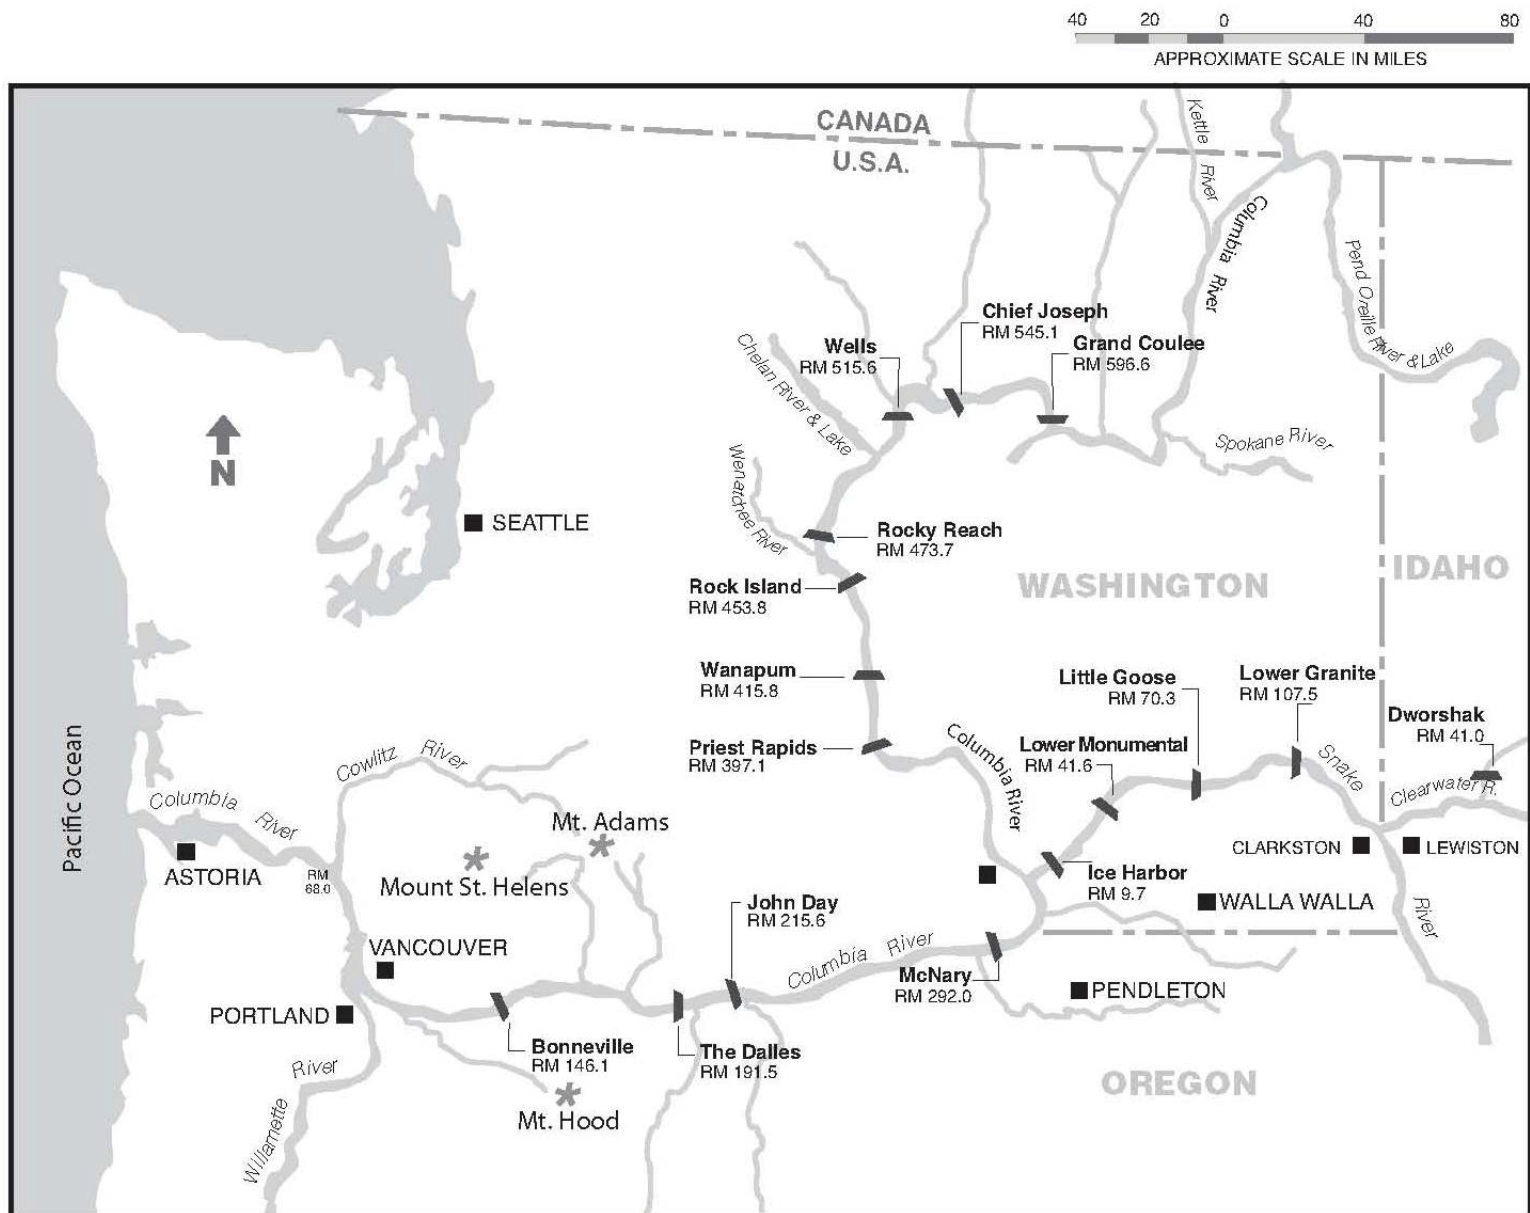 40 20 0 40 80
APPROXIMATE SCALE IN MILES
CANADA
U.S.A.
Kettle River
Columbia River
Pend Oreille River & Lake
Chief Joseph
RM 545.1
Wells
RM 515.6
Grand Coulee
RM 596.6
Chelan River & Lake
Spokane River
Wenatchee River
N
SEATTLE
Rocky Reach
RM 473.7
WASHINGTON
IDAHO
Rock Island
RM 453.8
Wanapum
RM 415.8
Little Goose
RM 70.3
Lower Granite
RM 107.5
Dworshak
RM 41.0
Priest Rapids
RM 397.1
Columbia River
Lower Monumental
RM 41.6
Snake
River
Clearwater R.
Pacific Ocean
Columbia River
Cowlitz River
Mt. Adams
ASTORIA
RM
68.0
Mount St. Helens
CLARKSTON
LEWISTON
Ice Harbor
RM 9.7
WALLA WALLA
John Day
RM 215.6
VANCOUVER
Columbia River
McNary
RM 292.0
PENDLETON
PORTLAND
Bonneville
RM 146.1
The Dalles
RM 191.5
Willamette River
Mt. Hood
OREGON